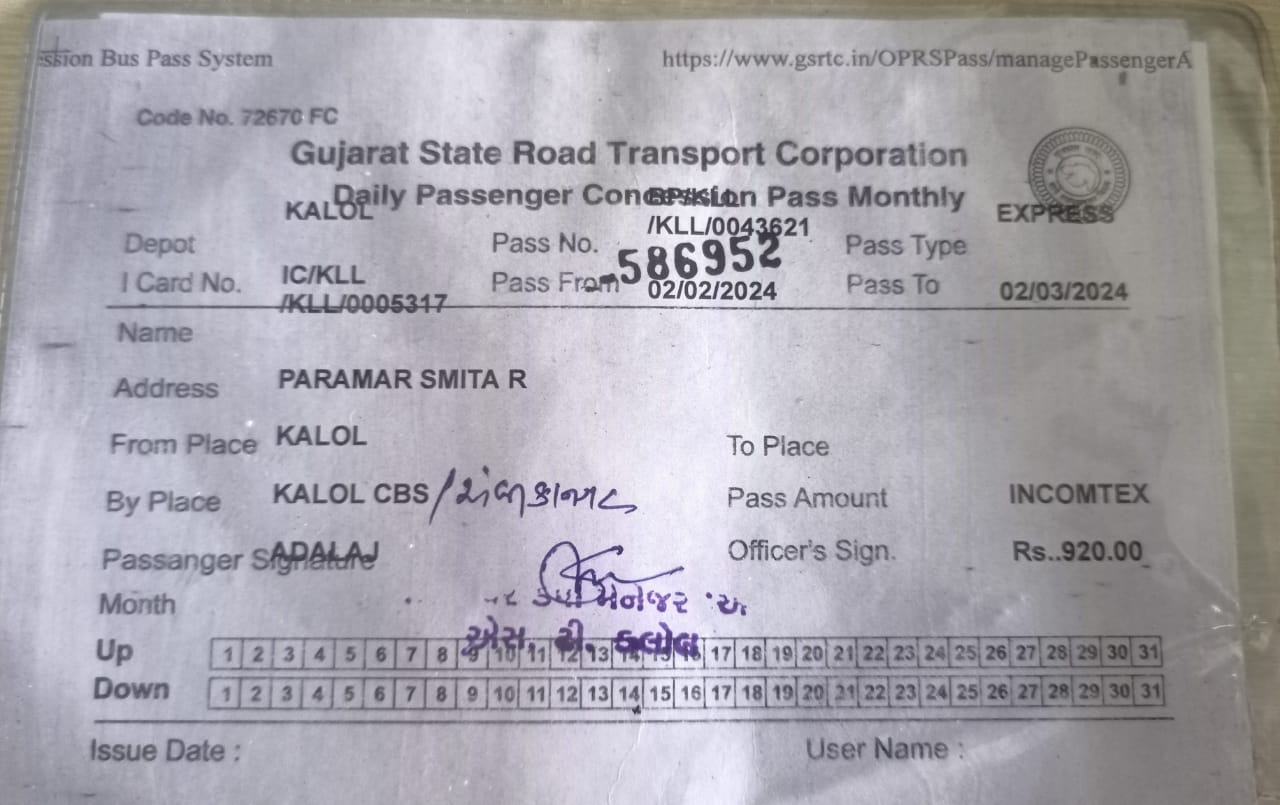 ssion Bus Pass System https://www.gsrtc.in/OPRSPass/managePassengerA
Code No. 72670 FC
Gujarat State Road Transport Corporation
Daily Passenger Concession Pass Monthly
KALOL EXPRESS
/KLL/0043621
Depot Pass No. Pass Type
586952
I Card No. IC/KLL Pass From 02/02/2024 Pass To 02/03/2024
/KLL/0005317
Name
Address PARAMAR SMITA R
From Place KALOL To Place
By Place KALOL CBS Pass Amount INCOMTEX
Passanger Signature ADALAJ Officer's Sign. Rs..920.00
Month મેનેજર
એસ. ટી. કલોલ
Up 1 2 3 4 5 6 7 8 9 10 11 12 13 14 15 16 17 18 19 20 21 22 23 24 25 26 27 28 29 30 31
Down 1 2 3 4 5 6 7 8 9 10 11 12 13 14 15 16 17 18 19 20 21 22 23 24 25 26 27 28 29 30 31
Issue Date : User Name :